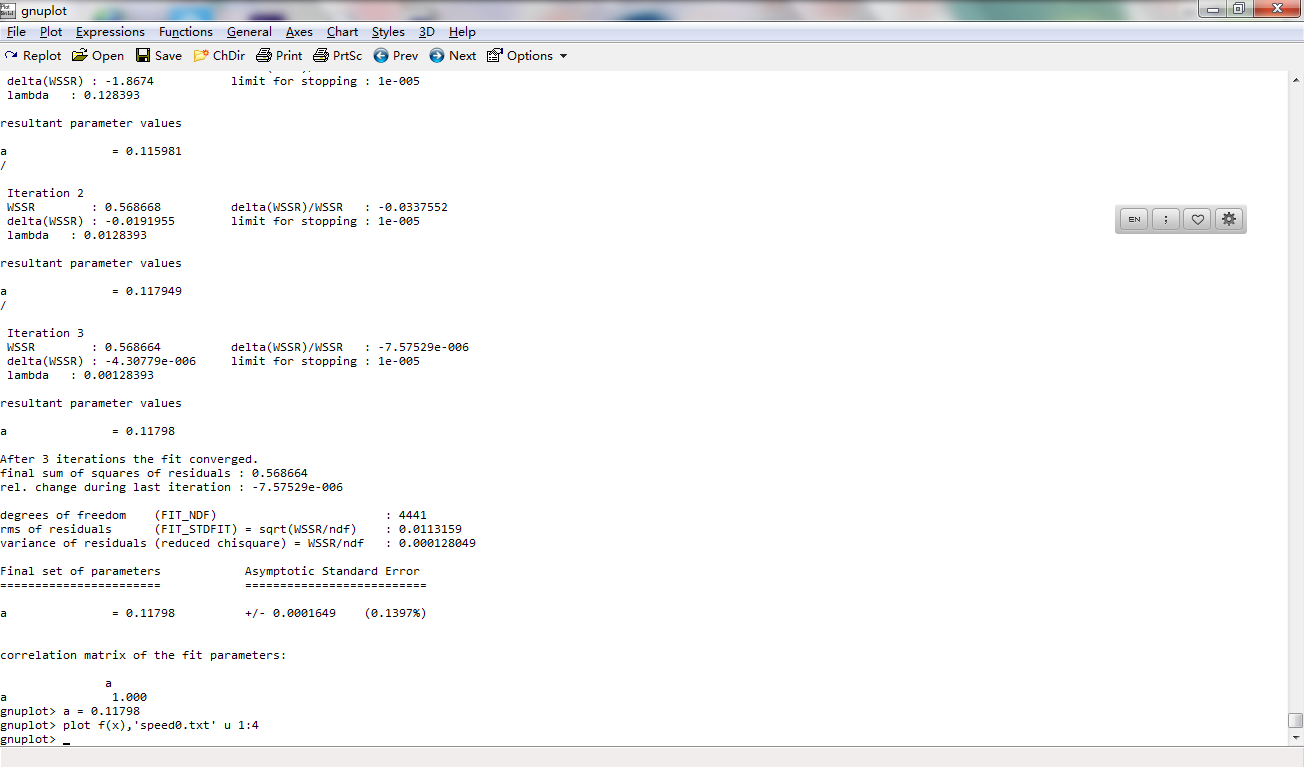 gnuplot
File Plot Expressions Functions General Axes Chart Styles 3D Help
Replot Open Save ChDir Print PrtSc Prev Next Options
delta(WSSR) : -1.8674 limit for stopping : 1e-005
lambda : 0.128393
resultant parameter values
a = 0.115981
/
Iteration 2
WSSR : 0.568668 delta(WSSR)/WSSR : -0.0337552
delta(WSSR) : -0.0191955 limit for stopping : 1e-005
lambda : 0.0128393
resultant parameter values
a = 0.117949
/
EN ;
Iteration 3
WSSR : 0.568664 delta(WSSR)/WSSR : -7.57529e-006
delta(WSSR) : -4.30779e-006 limit for stopping : 1e-005
lambda : 0.00128393
resultant parameter values
a = 0.11798
After 3 iterations the fit converged.
final sum of squares of residuals : 0.568664
rel. change during last iteration : -7.57529e-006
degrees of freedom (FIT_NDF) : 4441
rms of residuals (FIT_STDFIT) = sqrt(WSSR/ndf) : 0.0113159
variance of residuals (reduced chisquare) = WSSR/ndf : 0.000128049
Final set of parameters Asymptotic Standard Error
======================= ==========================
a = 0.11798 +/- 0.0001649 (0.1397%)
correlation matrix of the fit parameters:
a
a 1.000
gnuplot> a = 0.11798
gnuplot> plot f(x),'speed0.txt' u 1:4
gnuplot> _